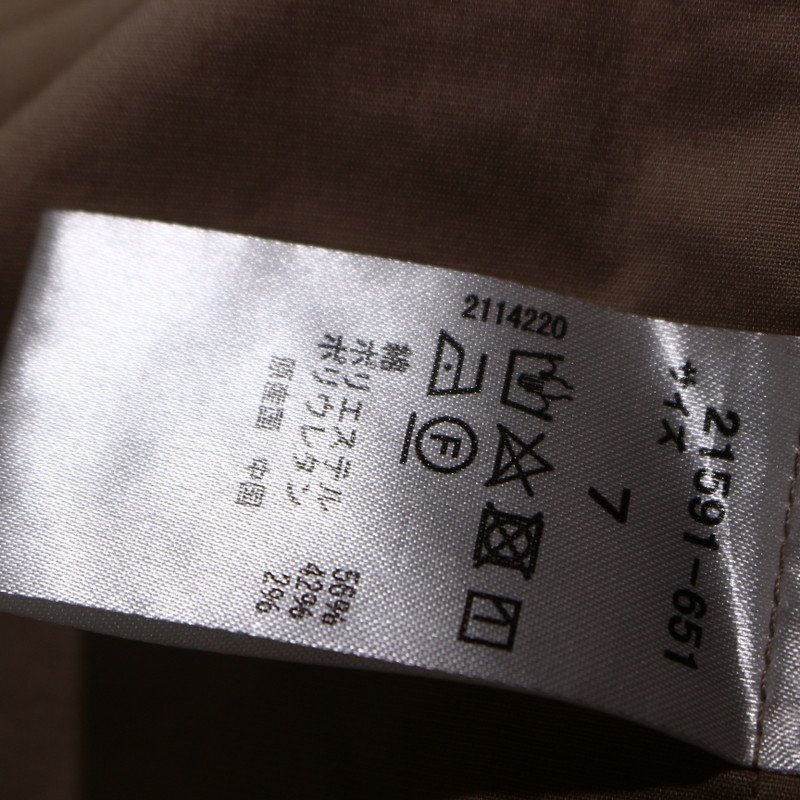 21591-651
サイズ 7
2114220
F
綿 56%
ポリエステル 42%
ポリウレタン 2%
原産国 中国